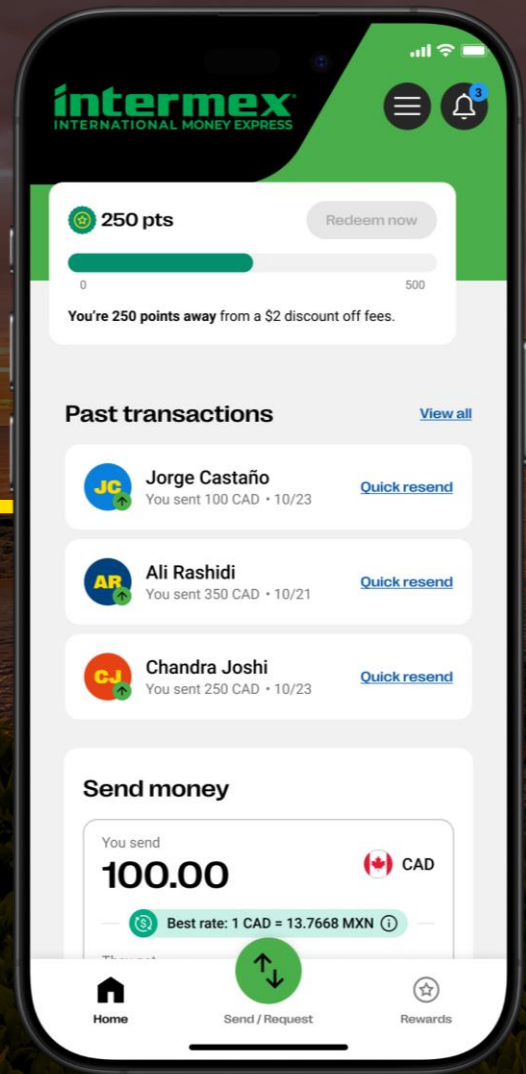 intermex
INTERNATIONAL MONEY EXPRESS
3
250 pts
Redeem now
0 500
You're 250 points away from a $2 discount off fees.
Past transactions
View all
JC
Jorge Castaño
You sent 100 CAD • 10/23
Quick resend
AR
Ali Rashidi
You sent 350 CAD • 10/21
Quick resend
CJ
Chandra Joshi
You sent 250 CAD • 10/23
Quick resend
Send money
You send
100.00
CAD
Best rate: 1 CAD = 13.7668 MXN
Home
Send / Request
Rewards